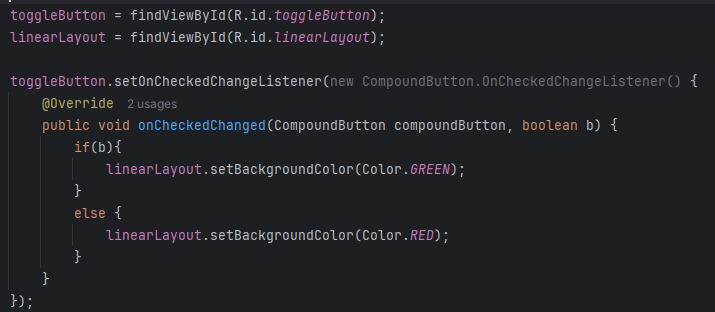 toggleButton = findViewById(R.id.toggleButton);
linearLayout = findViewById(R.id.linearLayout);
toggleButton.setOnCheckedChangeListener(new CompoundButton.OnCheckedChangeListener() {
@Override 2 usages
public void onCheckedChanged(CompoundButton compoundButton, boolean b) {
if(b){
linearLayout.setBackgroundColor(Color.GREEN);
}
else {
linearLayout.setBackgroundColor(Color.RED);
}
}
});